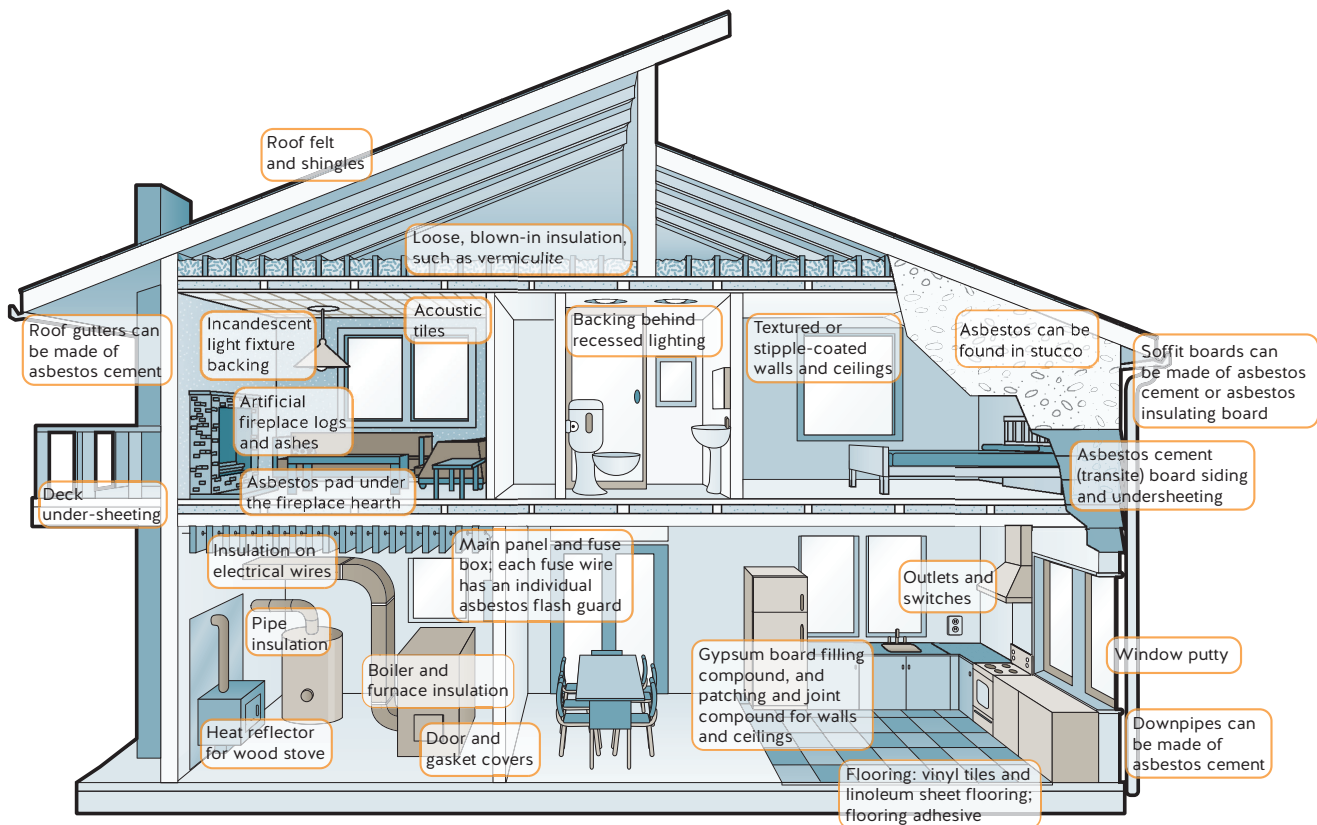 Roof felt
and shingles
Loose, blown-in insulation,
such as vermiculite
Roof gutters can
be made of
asbestos cement
Incandescent
light fixture
backing
Acoustic
tiles
Backing behind
recessed lighting
Textured or
stipple-coated
walls and ceilings
Asbestos can be
found in stucco
Soffit boards can
be made of asbestos
cement or asbestos
insulating board
Artificial
fireplace logs
and ashes
Asbestos pad under
the fireplace hearth
Asbestos cement
(transite) board siding
and undersheeting
Deck
under-sheeting
Insulation on
electrical wires
Main panel and fuse
box; each fuse wire
has an individual
asbestos flash guard
Outlets and
switches
Pipe
insulation
Boiler and
furnace insulation
Gypsum board filling
compound, and
patching and joint
compound for walls
and ceilings
Window putty
Heat reflector
for wood stove
Door and
gasket covers
Downpipes can
be made of
asbestos cement
Flooring: vinyl tiles and
linoleum sheet flooring;
flooring adhesive